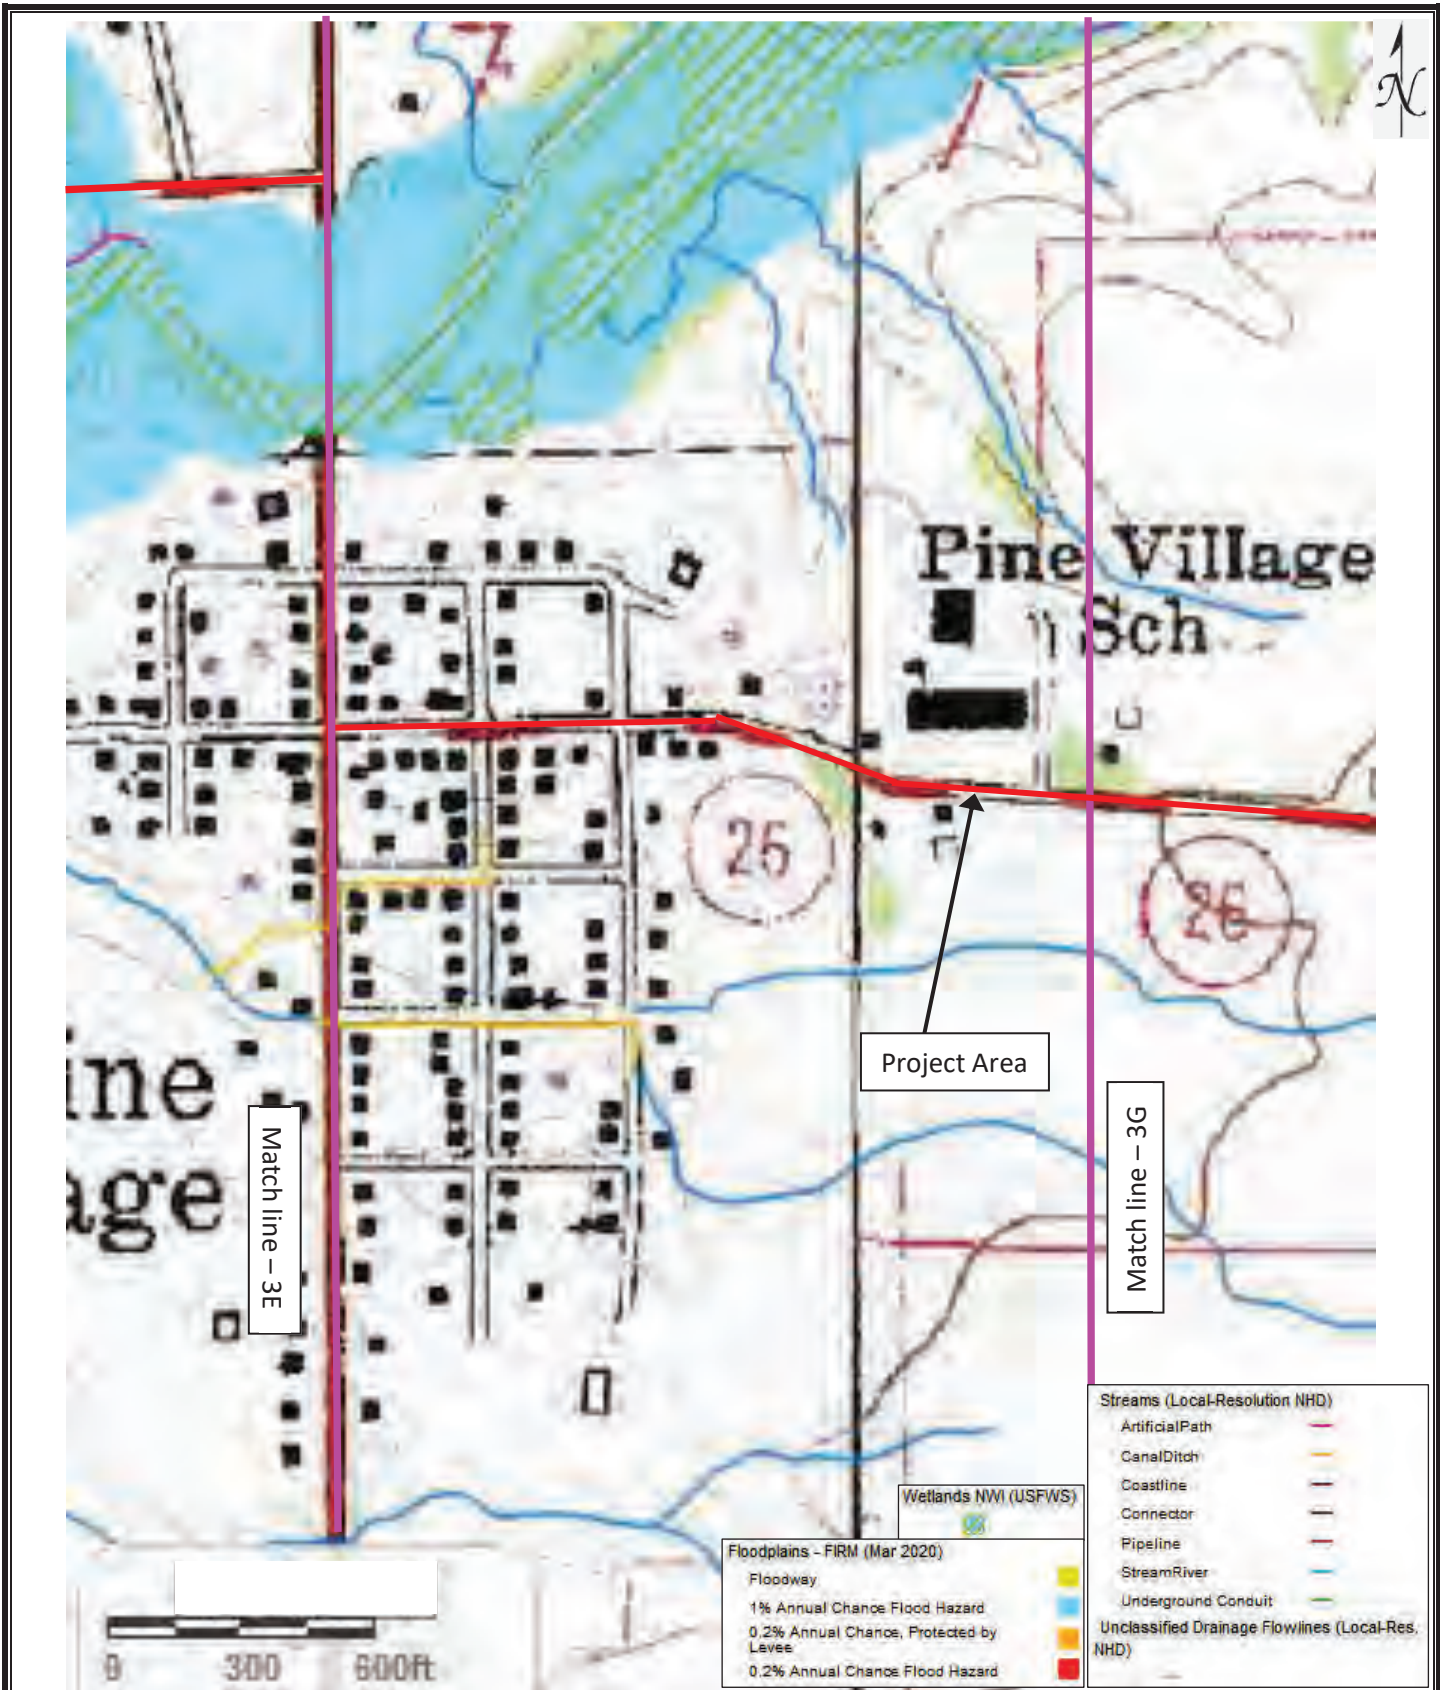 N
Pine Village
Sch
25
26
Project Area
ine
age
Match line – 3E
Match line – 3G
Streams (Local-Resolution NHD)
ArtificialPath
CanalDitch
Coastline
Connector
Pipeline
StreamRiver
Underground Conduit
Unclassified Drainage Flowlines (Local-Res,
NHD)
Wetlands NWI (USFWS)
Floodplains - FIRM (Mar 2020)
Floodway
1% Annual Chance Flood Hazard
0.2% Annual Chance, Protected by
Levee
0.2% Annual Chance Flood Hazard
0 300 600ft